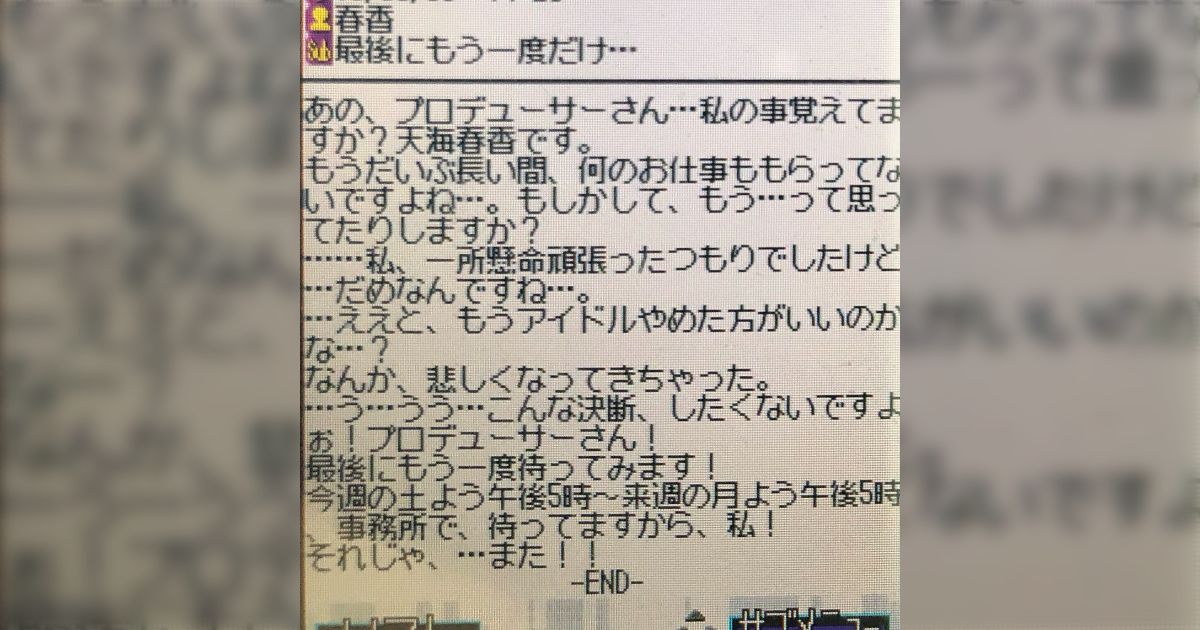 春香
Sub 最後にもう一度だけ…
あの、プロデューサーさん…私の事覚えてま
すか？天海春香です。
もうだいぶ長い間、何のお仕事ももらってな
いですよね…。もしかして、もう…って思っ
てたりしますか？
……私、一所懸命頑張ったつもりでしたけど
…だめなんですね…。
…ええと、もうアイドルやめた方がいいのか
な…？
なんか、悲しくなってきちゃった。
…う…うう…こんな決断、したくないですよ
ぉ！プロデューサーさん！
最後にもう一度待ってみます！
今週の土よう午後5時～来週の月よう午後5時
、事務所で、待ってますから、私！
それじゃ、…また！！
-END-
サブメニュー